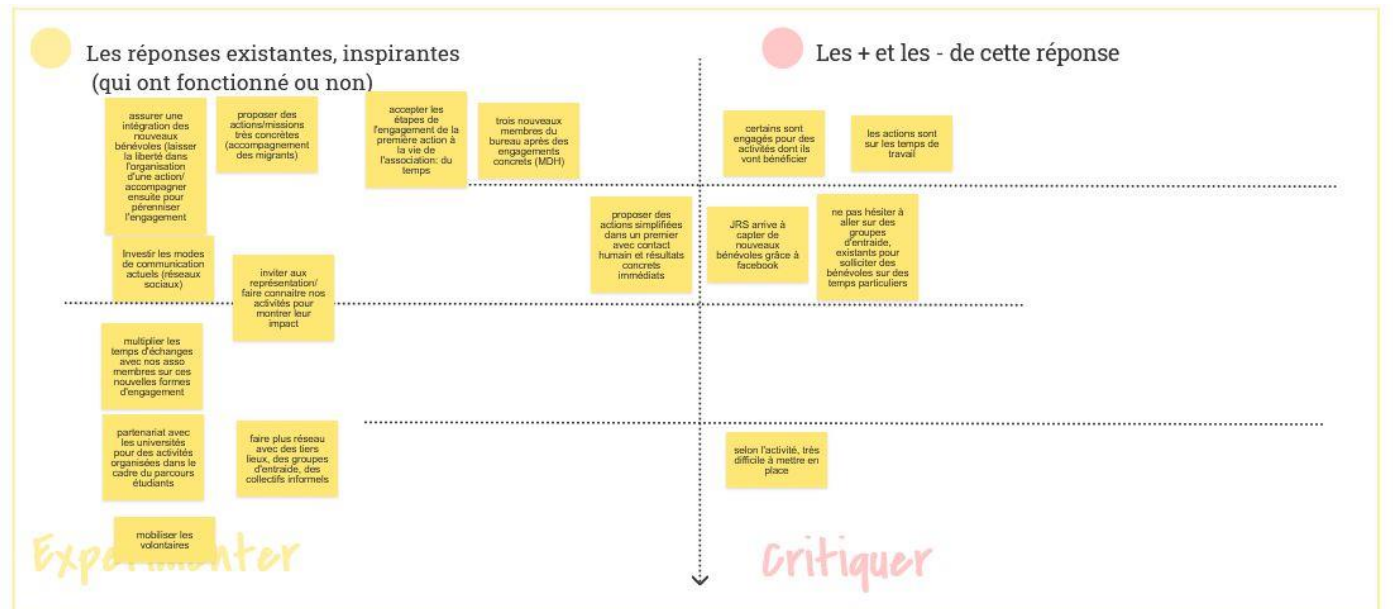 Les réponses existantes, inspirantes
(qui ont fonctionné ou non)
Les + et les - de cette réponse
assurer une
intégration des
nouveaux
bénévoles (laisser
la liberté dans
l'organisation
d'une action/
accompagner
ensuite pour
pérenniser
l'engagement
proposer des
actions/missions
très concrètes
(accompagnement
des migrants)
accepter les
étapes de
l'engagement de la
première action à
la vie de
l'association: du
temps
trois nouveaux
membres du
bureau après des
engagements
concrets (MDH)
certains sont
engagés pour des
activités dont ils
vont bénéficier
les actions sont
sur les temps de
travail
Investir les modes
de communication
actuels (réseaux
sociaux)
inviter aux
représentation/
faire connaitre nos
activités pour
montrer leur
impact
proposer des
actions simplifiées
dans un premier
avec contact
humain et résultats
concrets
immédiats
JRS arrive à
capter de
nouveaux
bénévoles grâce à
facebook
ne pas hésiter à
aller sur des
groupes
d'entraide,
existants pour
solliciter des
bénévoles sur des
temps particuliers
multiplier les
temps d'échanges
avec nos asso
membres sur ces
nouvelles formes
d'engagement
partenariat avec
les universités
pour des activités
organisées dans le
cadre du parcours
étudiants
faire plus réseau
avec des tiers
lieux, des groupes
d'entraide, des
collectifs informels
selon l'activité, très
difficile à mettre en
place
mobiliser les
volontaires
Expérimenter
Critiquer